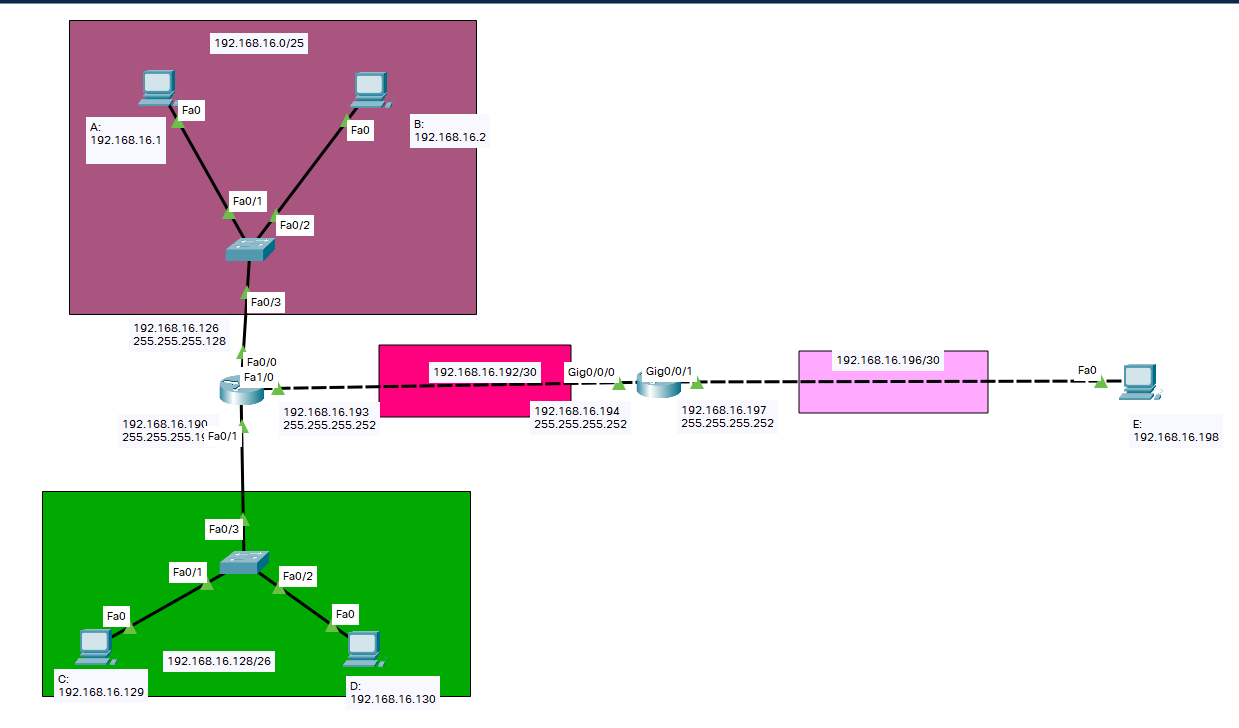 192.168.16.0/25
Fa0
A:
192.168.16.1
Fa0
B:
192.168.16.2
Fa0/1
Fa0/2
Fa0/3
192.168.16.126
255.255.255.128
Fa0/0
Fa1/0
192.168.16.193
255.255.255.252
192.168.16.192/30
Gig0/0/0
192.168.16.194
255.255.255.252
Gig0/0/1
192.168.16.197
255.255.255.252
192.168.16.196/30
Fa0
E:
192.168.16.198
192.168.16.190
Fa0/1
Fa0/3
Fa0/1
Fa0/2
Fa0
Fa0
192.168.16.128/26
C:
192.168.16.129
D:
192.168.16.130